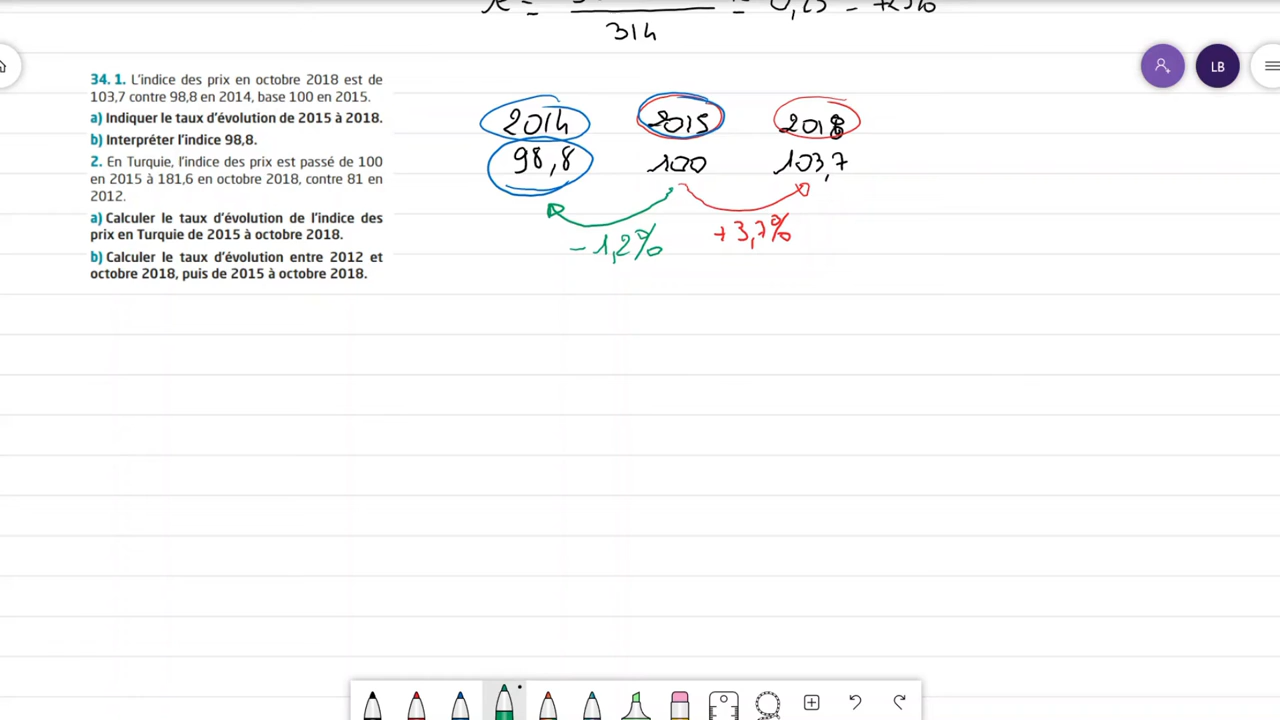 314
LB
34. 1. L'indice des prix en octobre 2018 est de
103,7 contre 98,8 en 2014, base 100 en 2015.
a) Indiquer le taux d'évolution de 2015 à 2018.
b) Interpréter l'indice 98,8.
2. En Turquie, l'indice des prix est passé de 100
en 2015 à 181,6 en octobre 2018, contre 81 en
2012.
a) Calculer le taux d'évolution de l'indice des
prix en Turquie de 2015 à octobre 2018.
b) Calculer le taux d'évolution entre 2012 et
octobre 2018, puis de 2015 à octobre 2018.
2014 2015 2018
98,8 100 103,7
-1,2% +3,7%